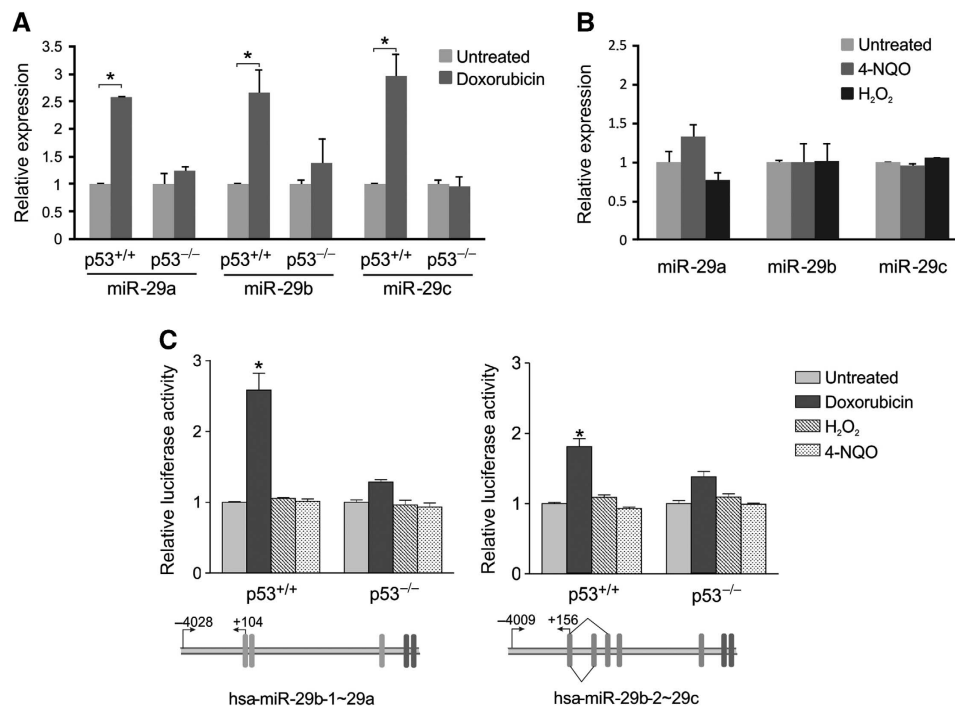 A
*
*
*
Untreated
Doxorubicin
Relative expression
4
3.5
3
2.5
2
1.5
1
0.5
0
p53+/+ p53−/− p53+/+ p53−/− p53+/+ p53−/−
miR-29a miR-29b miR-29c
B
Untreated
4-NQO
H₂O₂
Relative expression
2.5
2
1.5
1
0.5
0
miR-29a miR-29b miR-29c
C
Relative luciferase activity
3
2
1
0
*
p53+/+ p53−/−
−4028 +104
hsa-miR-29b-1~29a
Relative luciferase activity
3
2
1
0
*
p53+/+ p53−/−
−4009 +156
hsa-miR-29b-2~29c
Untreated
Doxorubicin
H₂O₂
4-NQO